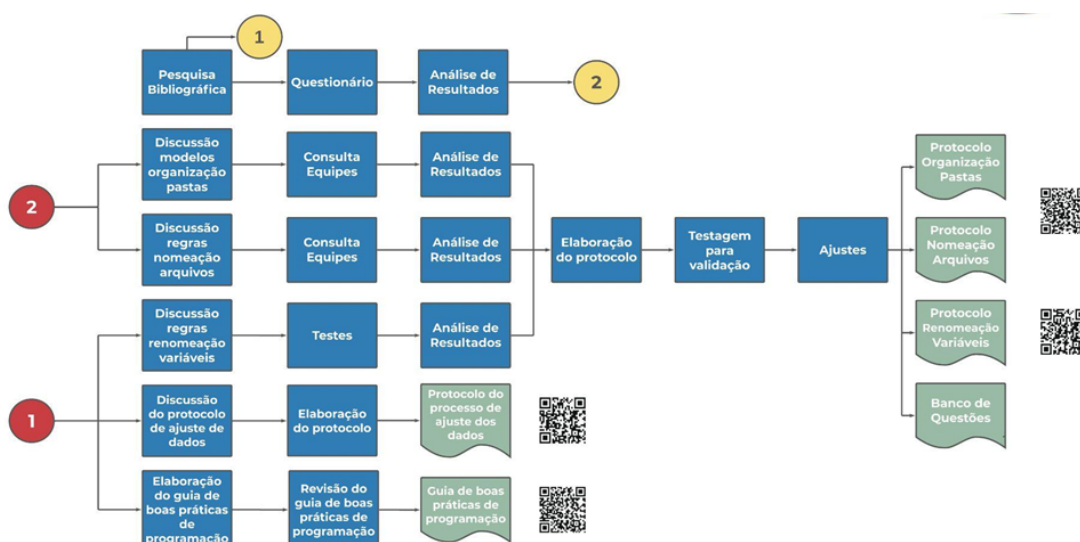 1
Pesquisa
Bibliográfica
Questionário
Análise de
Resultados
2
Discussão
modelos
organização
pastas
Consulta
Equipes
Análise de
Resultados
Protocolo
Organização
Pastas
2
Discussão
regras
nomeação
arquivos
Consulta
Equipes
Análise de
Resultados
Elaboração
do protocolo
Testagem
para
validação
Ajustes
Protocolo
Nomeação
Arquivos
Discussão
regras
renomeação
variáveis
Testes
Análise de
Resultados
Protocolo
Renomeação
Variáveis
1
Discussão
do protocolo
de ajuste de
dados
Elaboração
do protocolo
Protocolo do
processo de
ajuste dos
dados
Banco de
Questões
Elaboração
do guia de
boas práticas
de
programação
Revisão do
guia de boas
práticas de
programação
Guia de boas
práticas de
programação